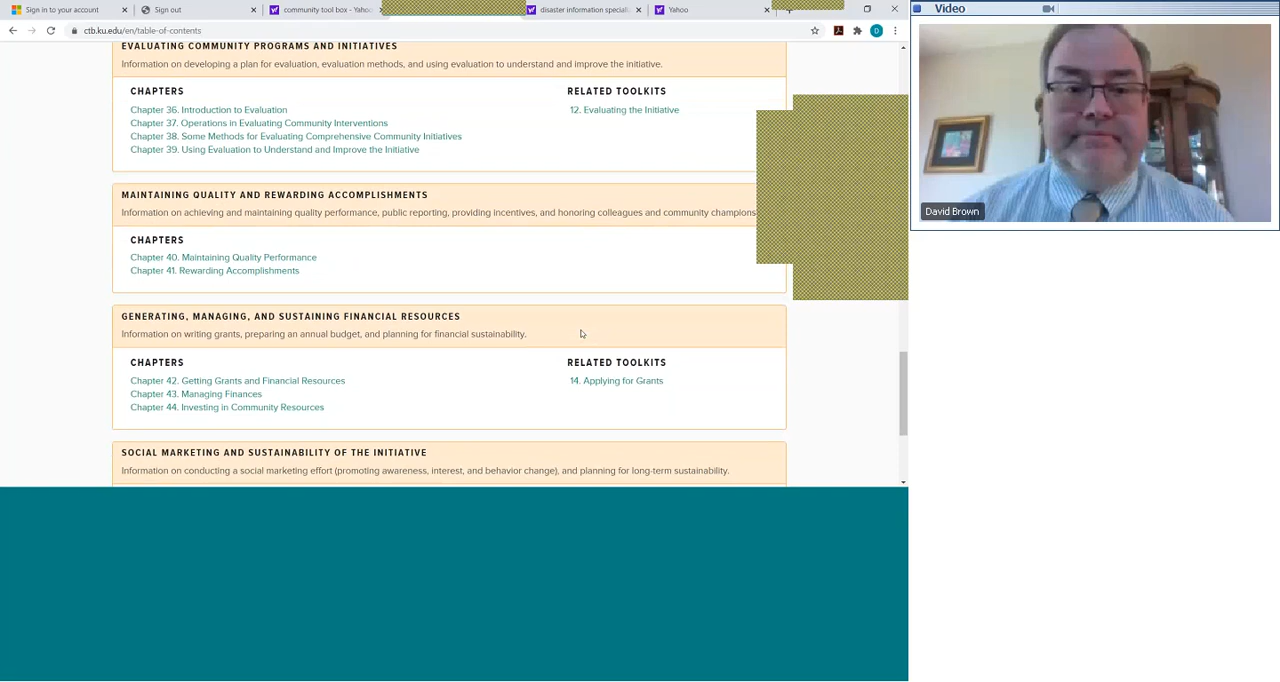 Sign in to your account
Sign out
community tool box - Yaho
disaster information speciali
Yahoo
ctb.ku.edu/en/table-of-contents
D
EVALUATING COMMUNITY PROGRAMS AND INITIATIVES
Information on developing a plan for evaluation, evaluation methods, and using evaluation to understand and improve the initiative.
CHAPTERS
Chapter 36. Introduction to Evaluation
Chapter 37. Operations in Evaluating Community Interventions
Chapter 38. Some Methods for Evaluating Comprehensive Community Initiatives
Chapter 39. Using Evaluation to Understand and Improve the Initiative
RELATED TOOLKITS
12. Evaluating the Initiative
MAINTAINING QUALITY AND REWARDING ACCOMPLISHMENTS
Information on achieving and maintaining quality performance, public reporting, providing incentives, and honoring colleagues and community champions
CHAPTERS
Chapter 40. Maintaining Quality Performance
Chapter 41. Rewarding Accomplishments
GENERATING, MANAGING, AND SUSTAINING FINANCIAL RESOURCES
Information on writing grants, preparing an annual budget, and planning for financial sustainability.
CHAPTERS
Chapter 42. Getting Grants and Financial Resources
Chapter 43. Managing Finances
Chapter 44. Investing in Community Resources
RELATED TOOLKITS
14. Applying for Grants
SOCIAL MARKETING AND SUSTAINABILITY OF THE INITIATIVE
Information on conducting a social marketing effort (promoting awareness, interest, and behavior change), and planning for long-term sustainability.
Video
David Brown